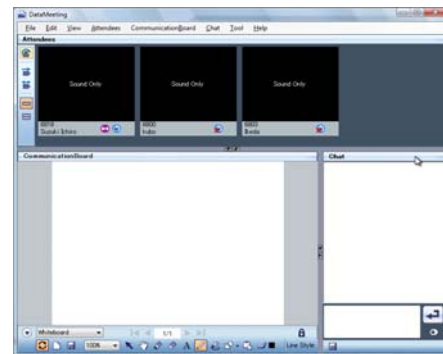 DataMeeting
File Edit View Attendees CommunicationBoard Chat Tool Help
Attendees
Sound Only Sound Only Sound Only
Suzuki Ichiro kubo Ikeda
CommunicationBoard Chat
Whiteboard 1/1
100% A Line Style